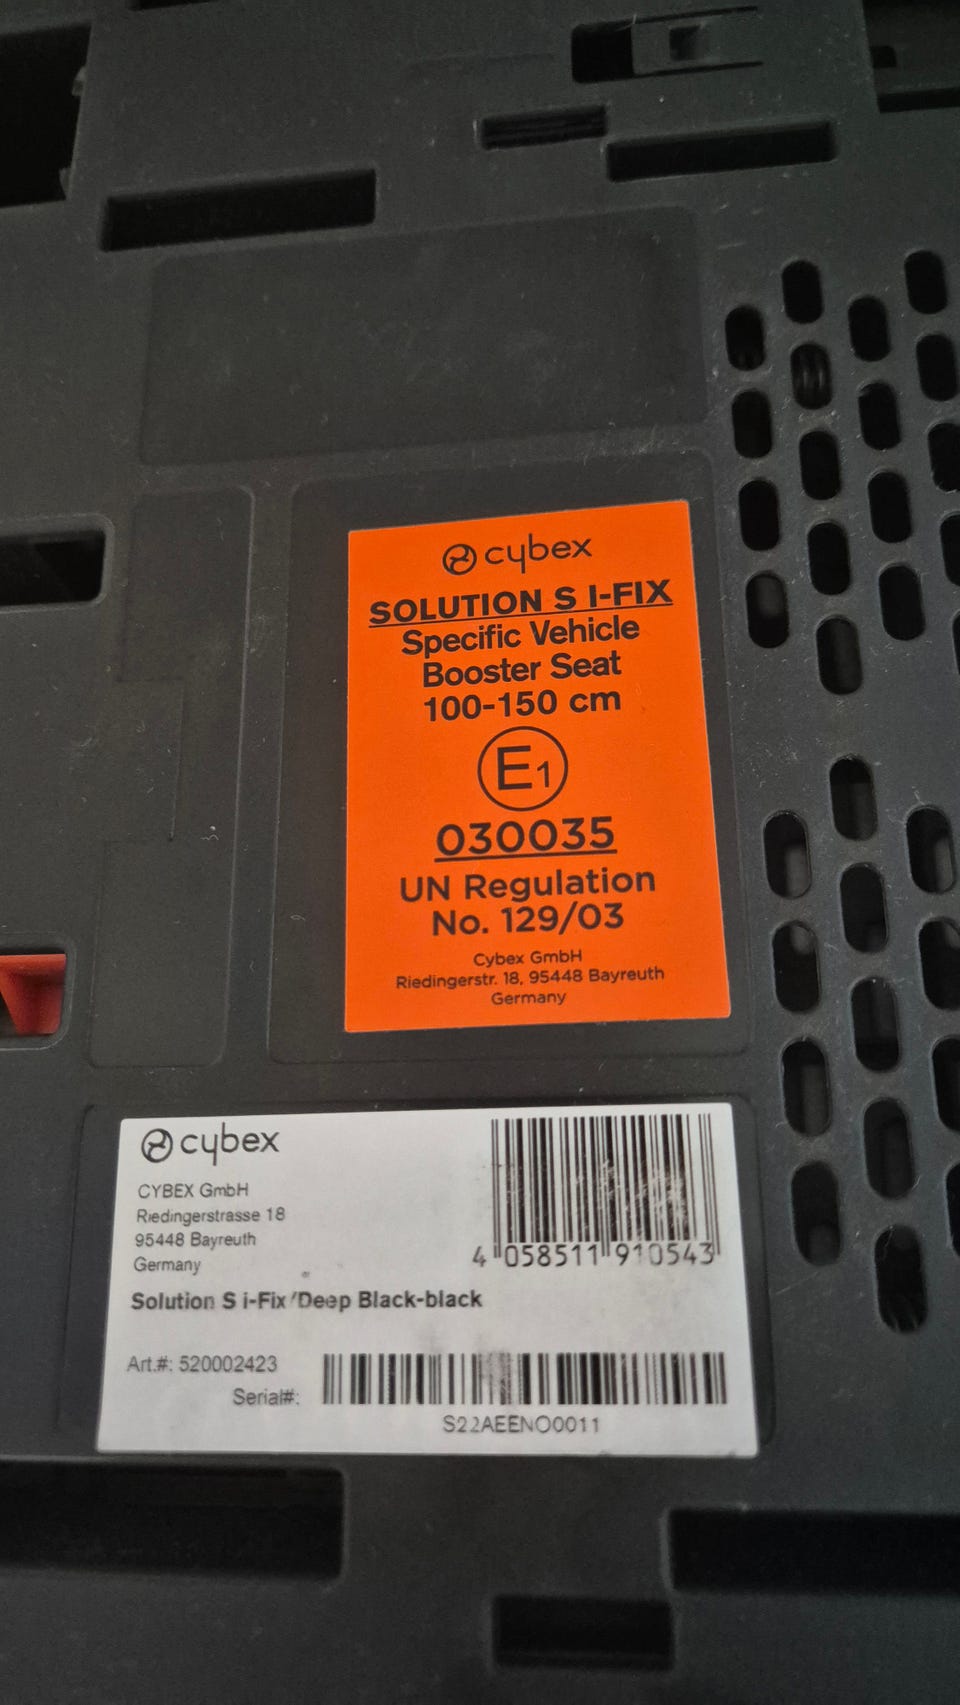 cybex
SOLUTION S I-FIX
Specific Vehicle
Booster Seat
100-150 cm
E1
030035
UN Regulation
No. 129/03
Cybex GmbH
Riedingerstr. 18, 95448 Bayreuth
Germany
cybex
CYBEX GmbH
Riedingerstrasse 18
95448 Bayreuth
Germany
4 058511 910543
Solution S i-Fix/Deep Black-black
Art.#: 520002423
Serial#:
S22AEENO0011